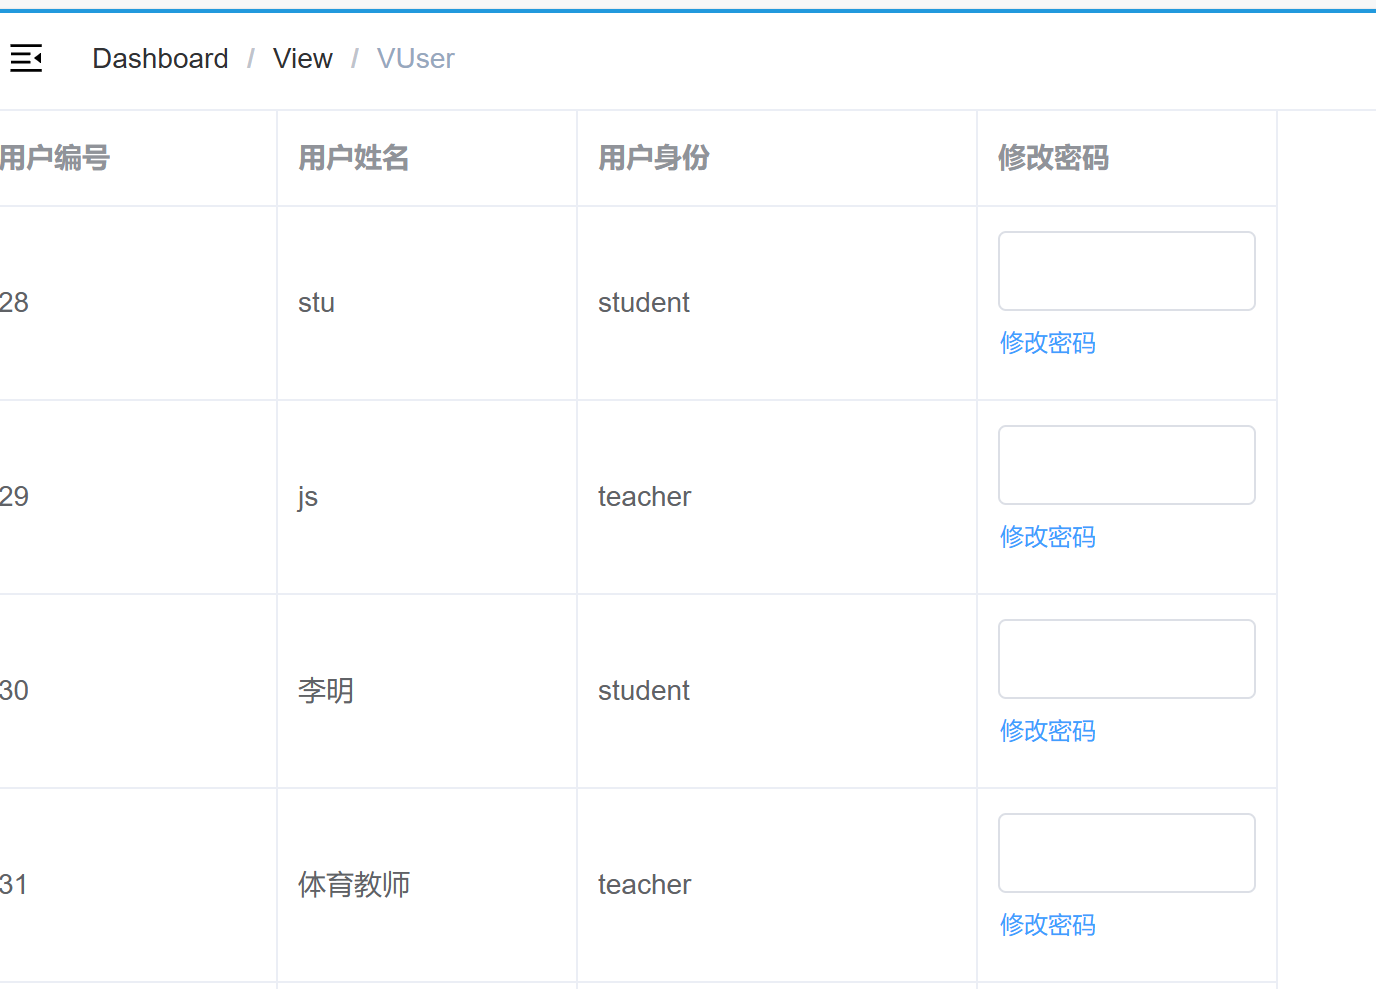 Dashboard / View / VUser
用户编号 用户姓名 用户身份 修改密码
28 stu student
修改密码
29 js teacher
修改密码
30 李明 student
修改密码
31 体育教师 teacher
修改密码